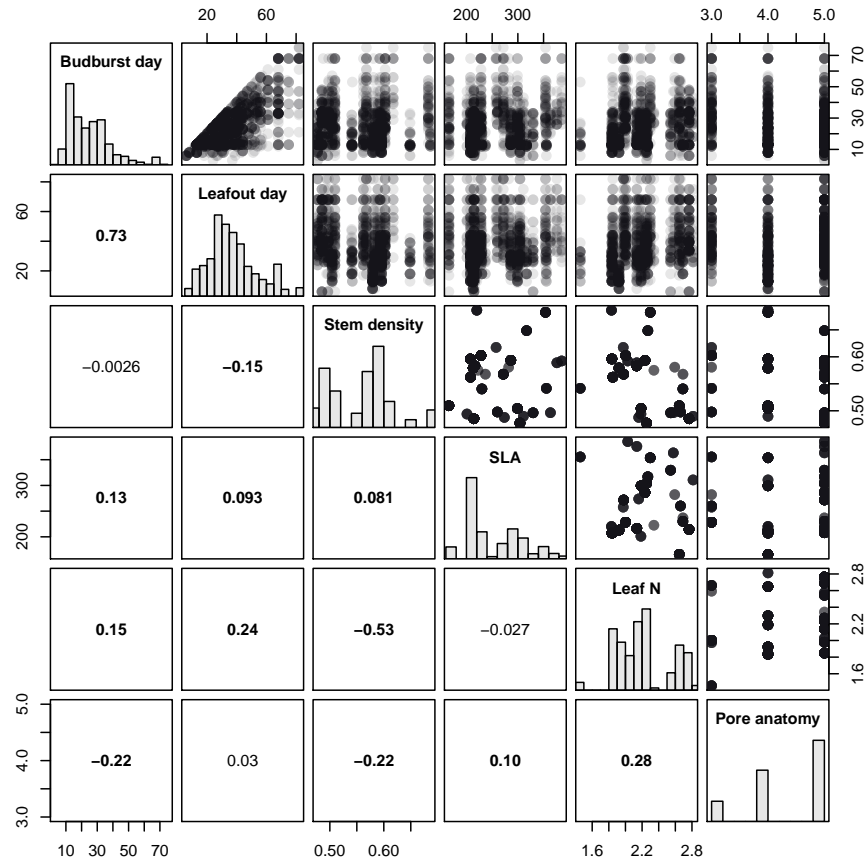 20 60 200 300 3.0 4.0 5.0
Budburst day
10 30 50 70
Leafout day
20 60
0.73
Stem density
0.50 0.60
−0.0026
−0.15
SLA
200 300
0.13
0.093
0.081
Leaf N
1.6 2.2 2.8
0.15
0.24
−0.53
−0.027
Pore anatomy
3.0 4.0 5.0
−0.22
0.03
−0.22
0.10
0.28
10 30 50 70 0.50 0.60 1.6 2.2 2.8